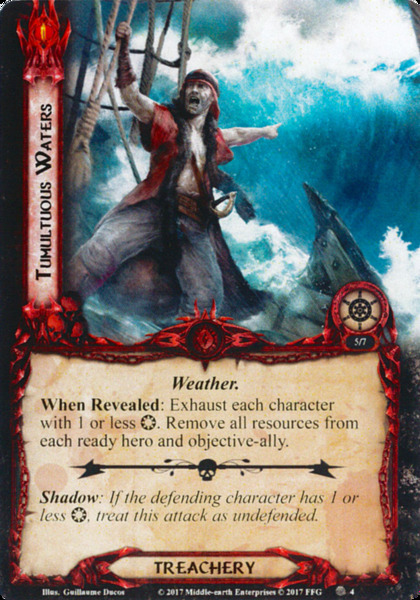 TUMULTUOUS WATERS
5/7
Weather.
When Revealed: Exhaust each character
with 1 or less . Remove all resources from
each ready hero and objective-ally.
Shadow: If the defending character has 1 or
less , treat this attack as undefended.
TREACHERY
Illus. Guillaume Ducos © 2017 Middle-earth Enterprises © 2017 FFG 4